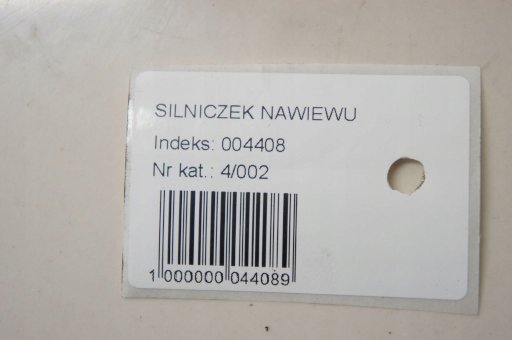 SILNICZEK NAWIEWU
Indeks: 004408
Nr kat.: 4/002
1 000000 044089